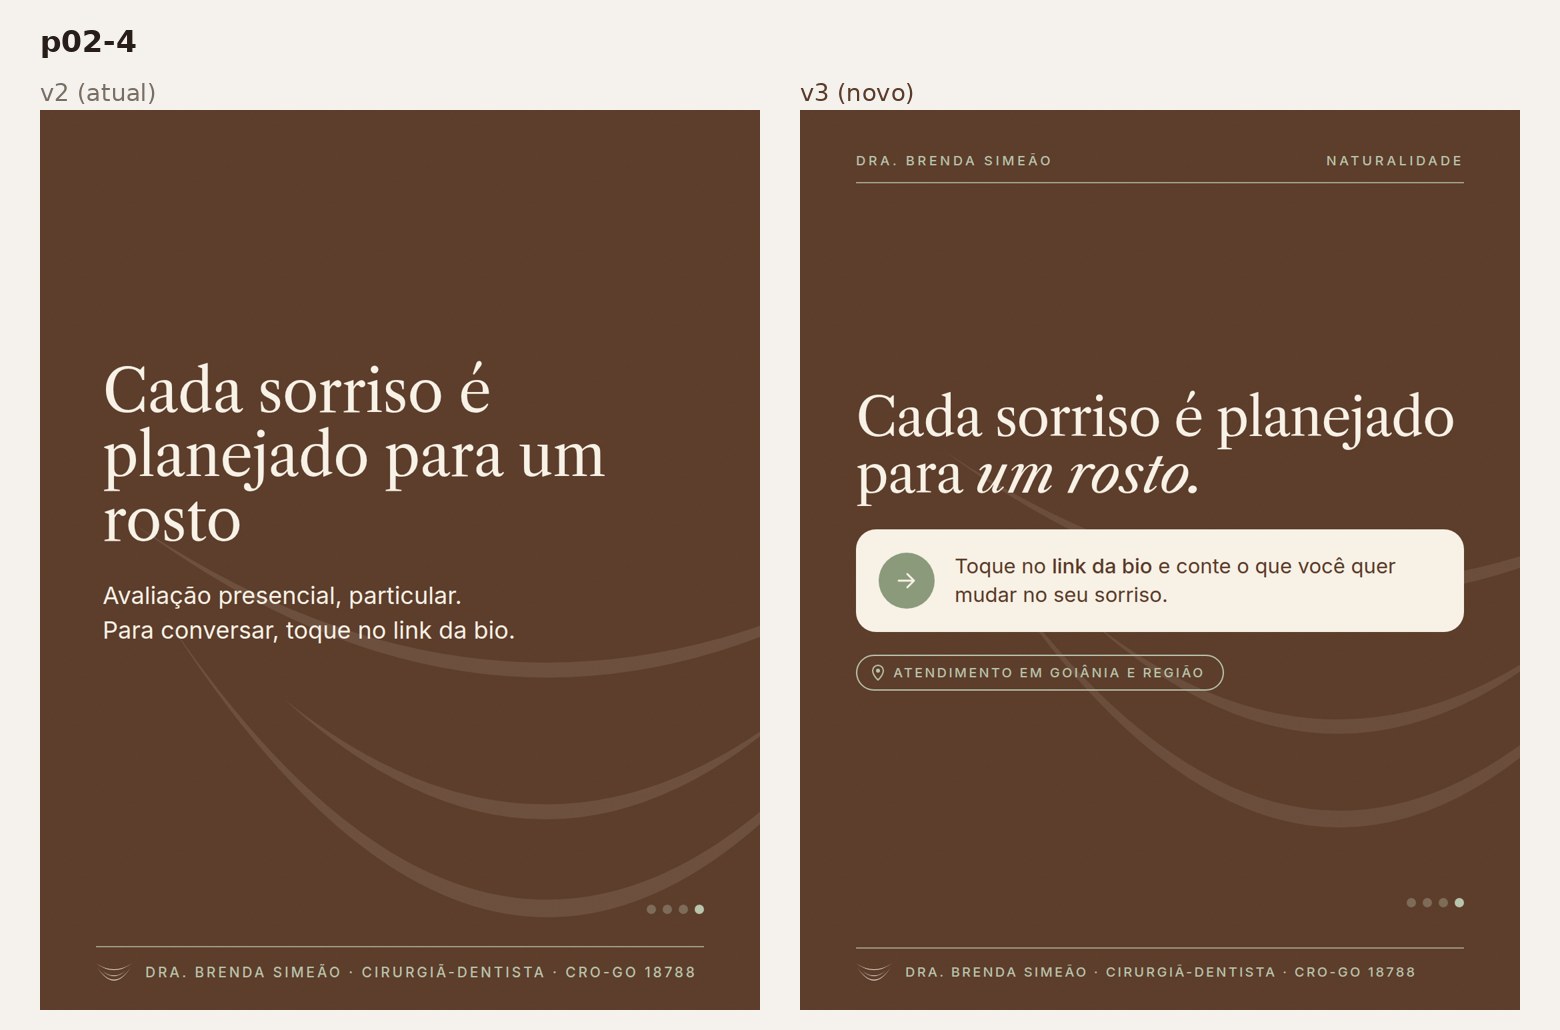 p02-4
v2 (atual)
Cada sorriso é
planejado para um
rosto
Avaliação presencial, particular.
Para conversar, toque no link da bio.
DRA. BRENDA SIMEÃO · CIRURGIÃ-DENTISTA · CRO-GO 18788
v3 (novo)
DRA. BRENDA SIMEÃO
NATURALIDADE
Cada sorriso é planejado
para um rosto.
Toque no link da bio e conte o que você quer
mudar no seu sorriso.
ATENDIMENTO EM GOIÂNIA E REGIÃO
DRA. BRENDA SIMEÃO · CIRURGIÃ-DENTISTA · CRO-GO 18788